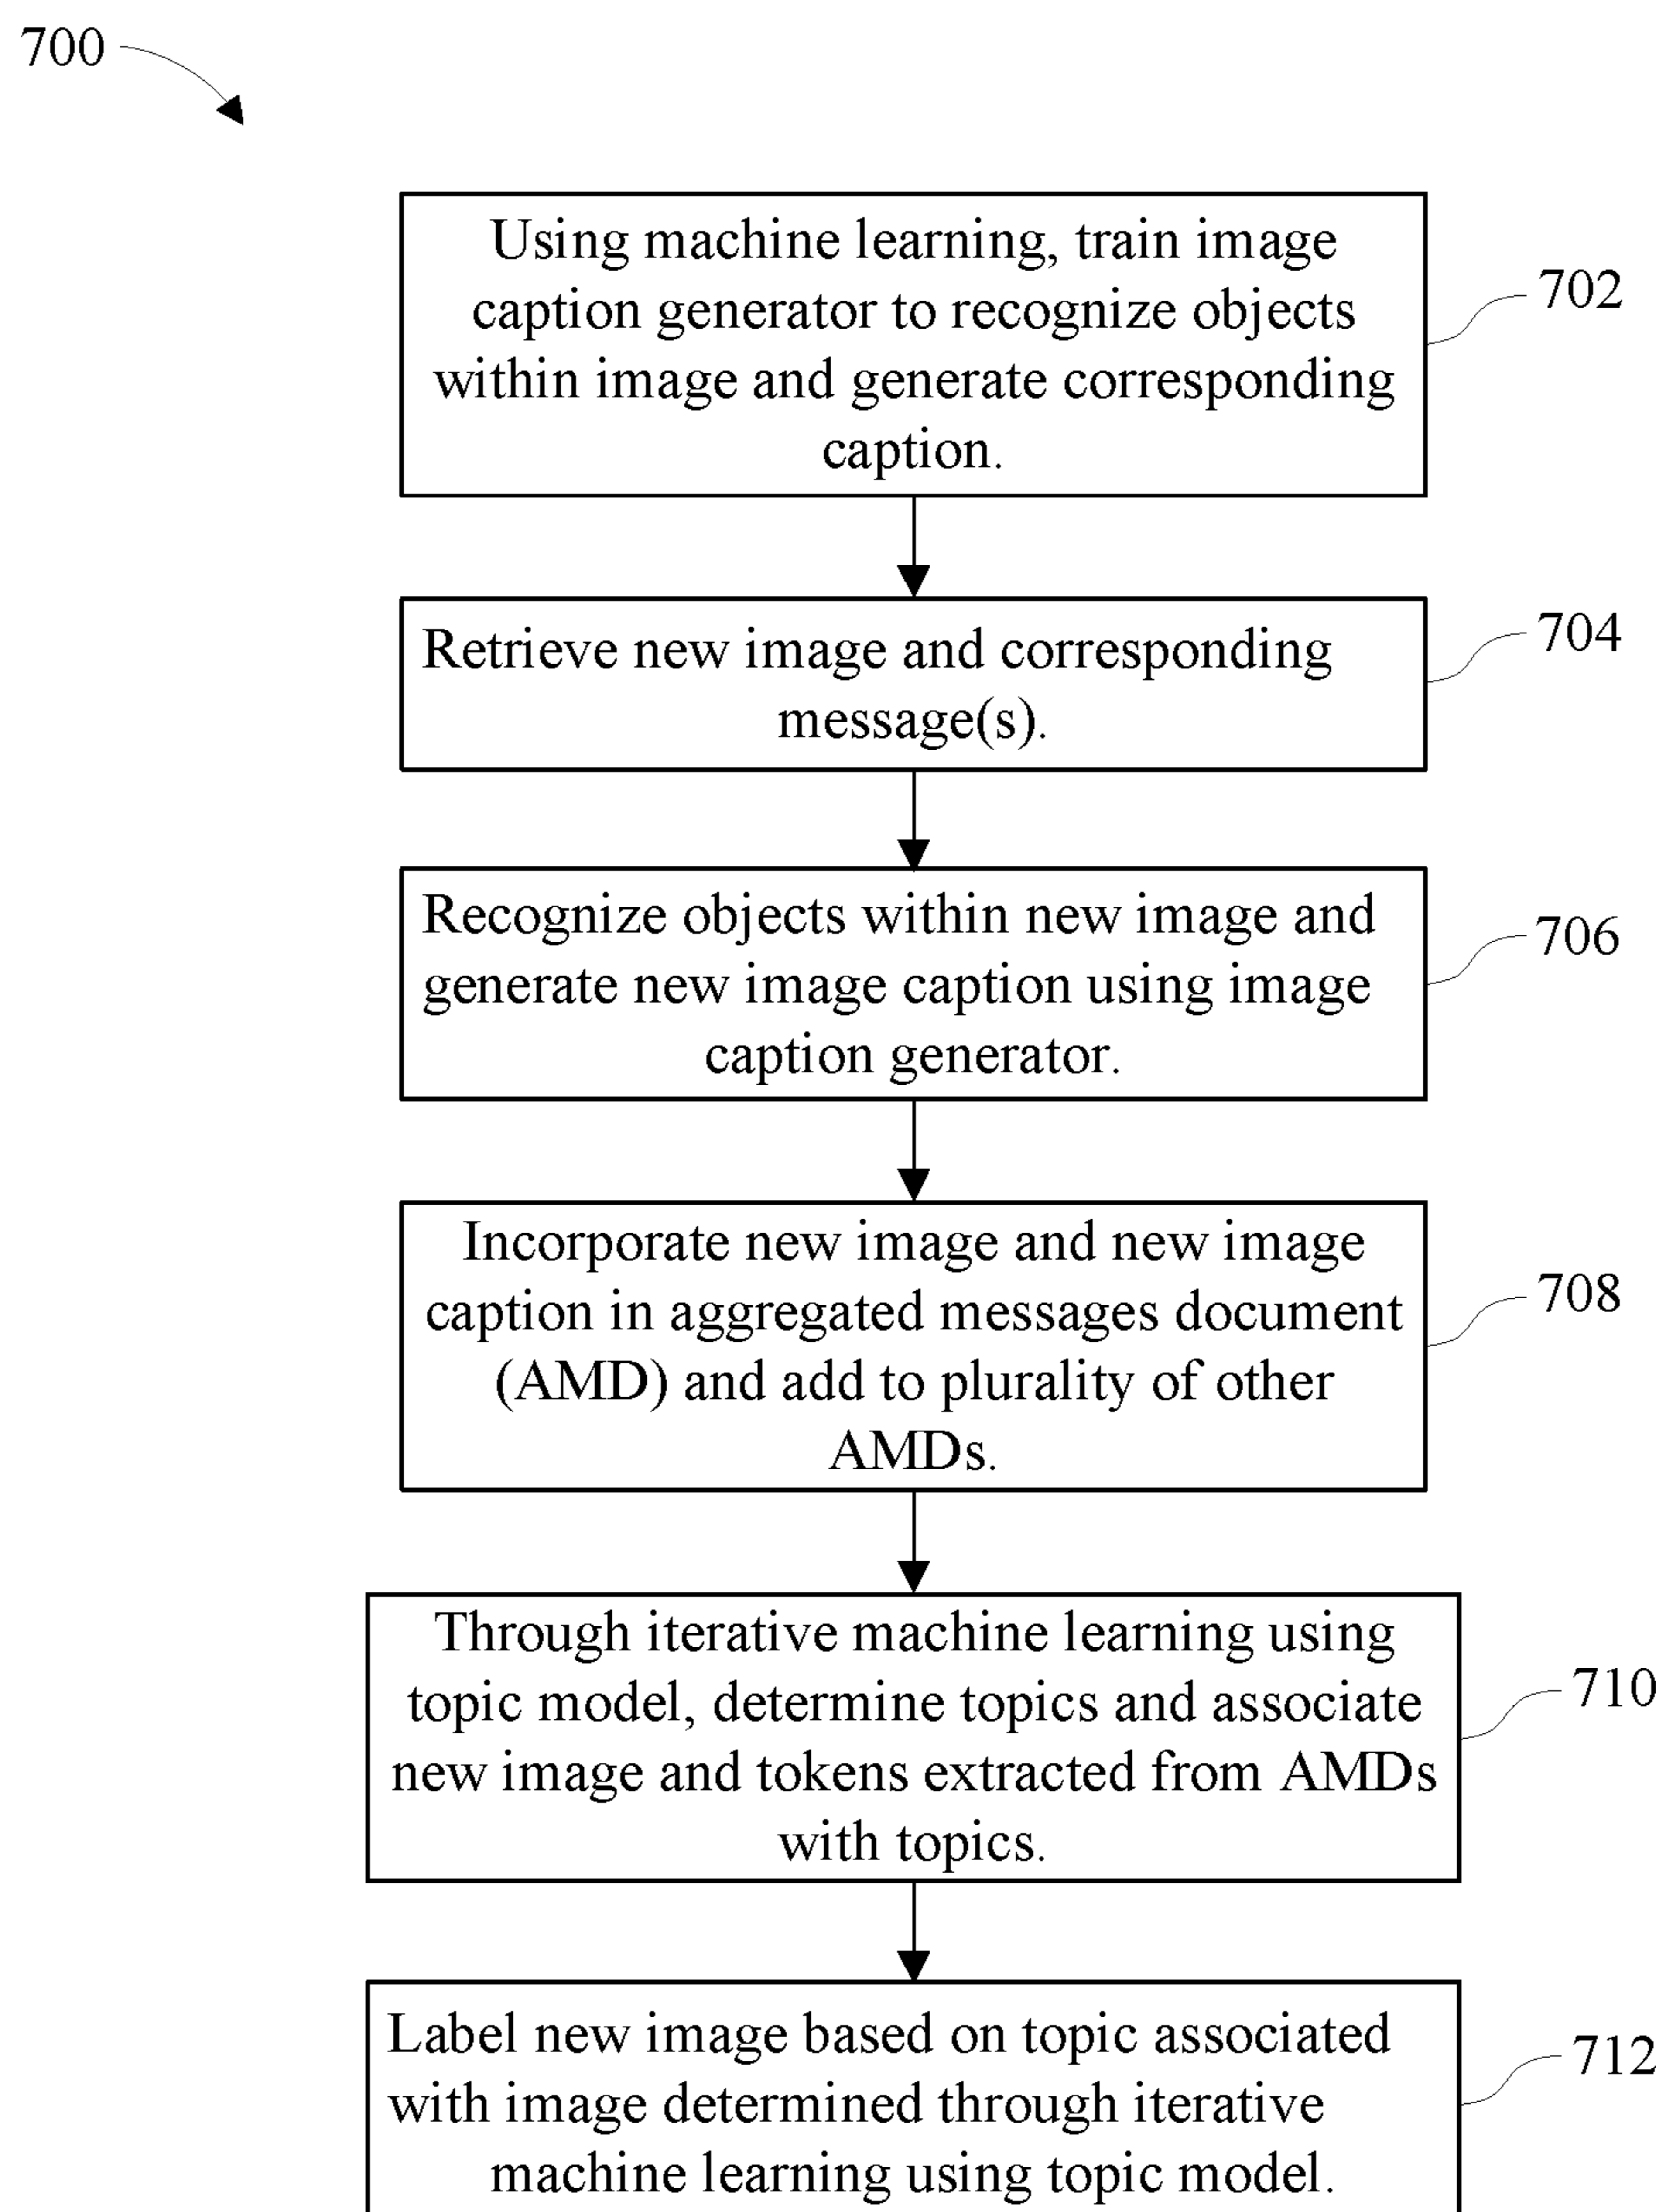 700
Using machine learning, train image
caption generator to recognize objects
within image and generate corresponding
caption.
702
Retrieve new image and corresponding
message(s).
704
Recognize objects within new image and
generate new image caption using image
caption generator.
706
Incorporate new image and new image
caption in aggregated messages document
(AMD) and add to plurality of other
AMDs.
708
Through iterative machine learning using
topic model, determine topics and associate
new image and tokens extracted from AMDs
with topics.
710
Label new image based on topic associated
with image determined through iterative
machine learning using topic model.
712